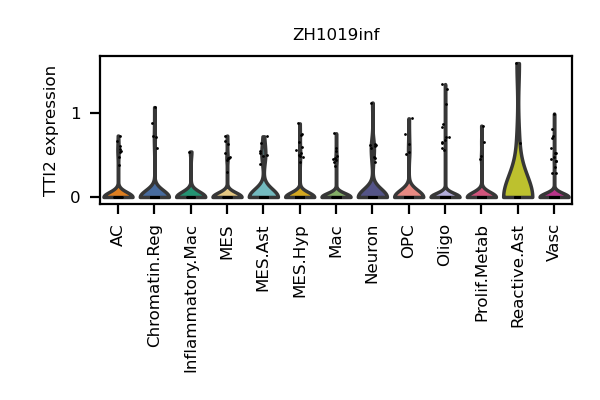 ZH1019inf
TTI2 expression
1
0
AC
Chromatin.Reg
Inflammatory.Mac
MES
MES.Ast
MES.Hyp
Mac
Neuron
OPC
Oligo
Prolif.Metab
Reactive.Ast
Vasc